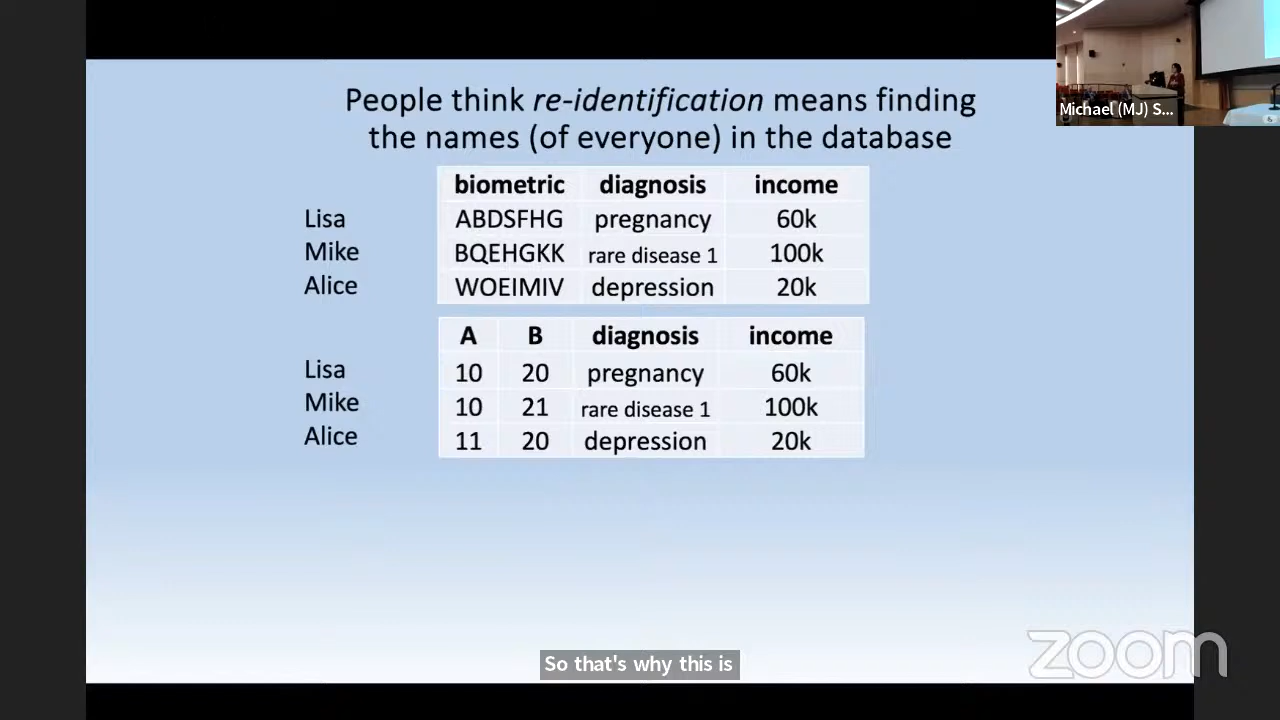 People think re-identification means finding
the names (of everyone) in the database
biometric diagnosis income
Lisa ABDSFHG pregnancy 60k
Mike BQEHGKK rare disease 1 100k
Alice WOEIMIV depression 20k
A B diagnosis income
Lisa 10 20 pregnancy 60k
Mike 10 21 rare disease 1 100k
Alice 11 20 depression 20k
Michael (MJ) S...
So that's why this is
zoom